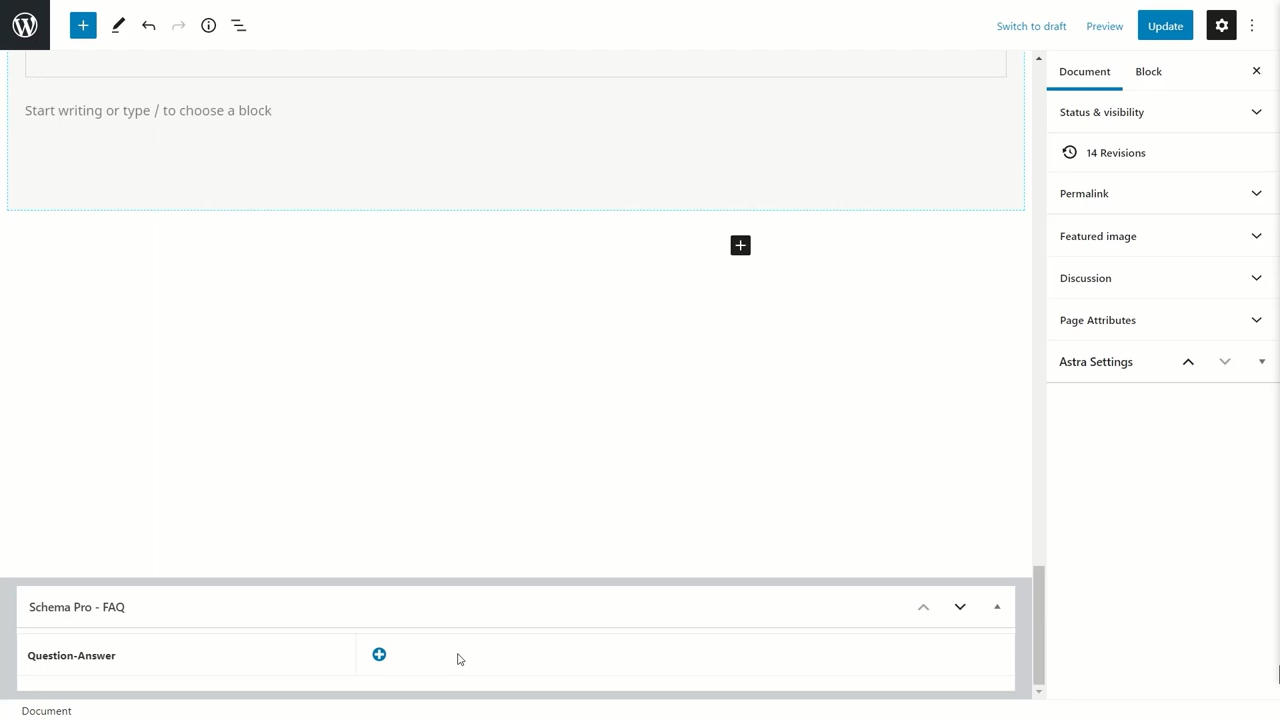 Switch to draft
Preview
Update
Start writing or type / to choose a block
Document
Block
Status & visibility
14 Revisions
Permalink
Featured image
Discussion
Page Attributes
Astra Settings
Schema Pro - FAQ
Question-Answer
Document